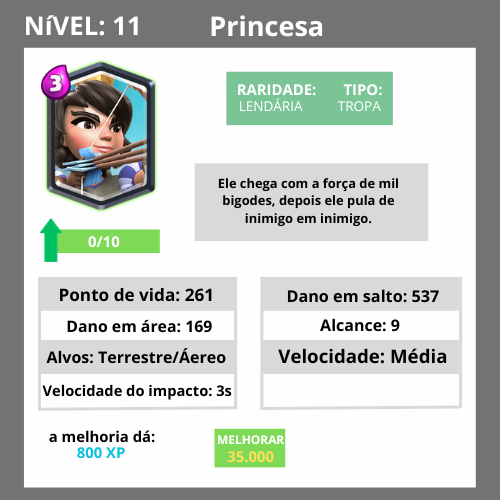 NíVEL: 11
Princesa
3
RARIDADE:
TIPO:
LENDÁRIA
TROPA
Ele chega com a força de mil
bigodes, depois ele pula de
inimigo em inimigo.
0/10
Ponto de vida: 261
Dano em área: 169
Alvos: Terrestre/Áereo
Velocidade do impacto: 3s
Dano em salto: 537
Alcance: 9
Velocidade: Média
a melhoria dá:
800 XP
MELHORAR
35.000